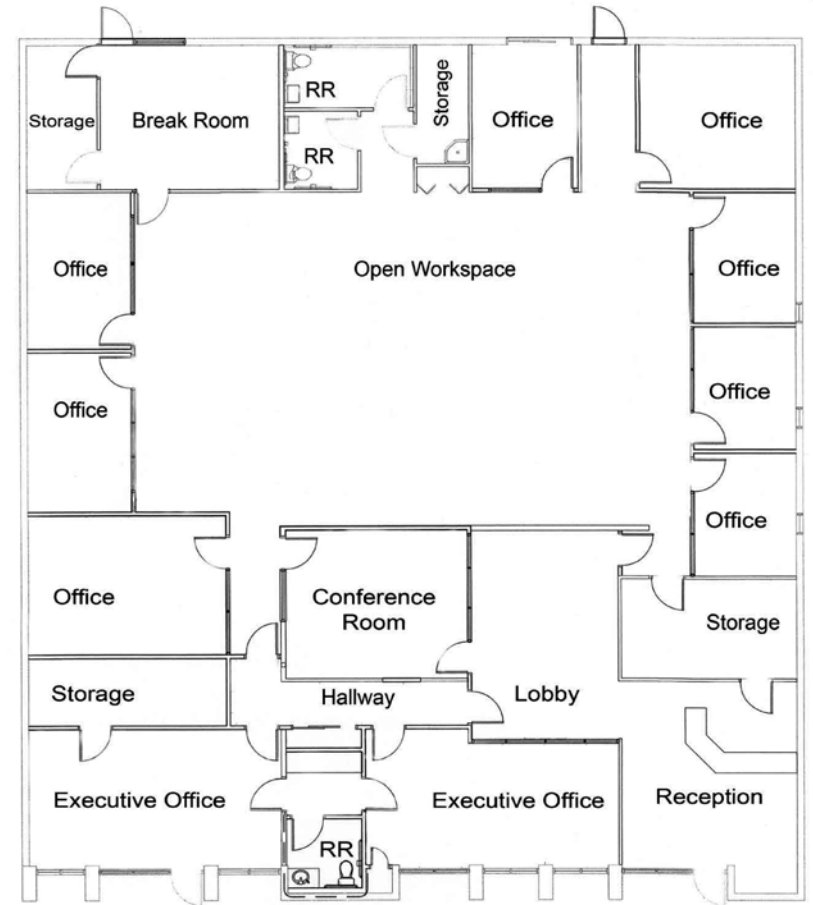 RR
Storage
Storage
Break Room
RR
Office
Office
Office
Open Workspace
Office
Office
Office
Office
Office
Conference
Room
Storage
Storage
Hallway
Lobby
Executive Office
Executive Office
Reception
RR